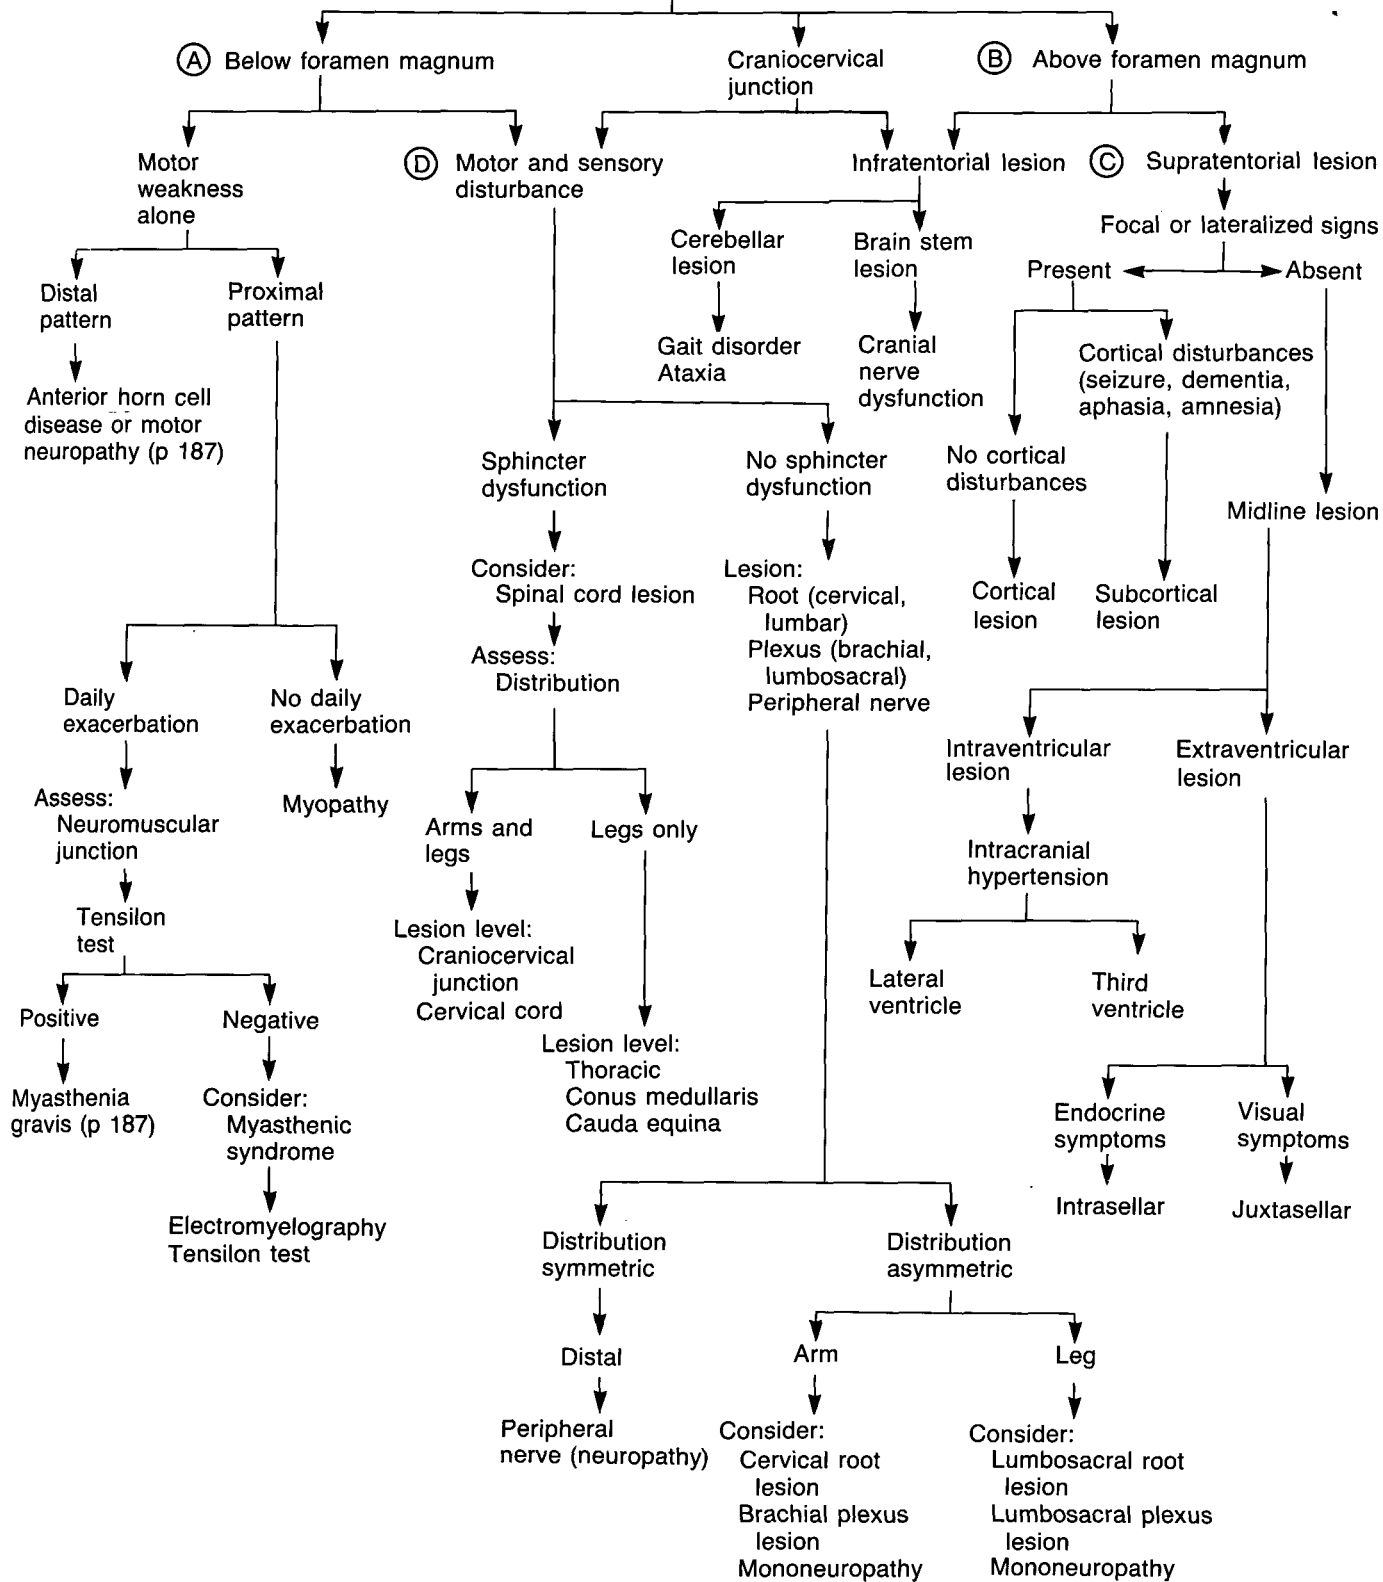 A Below foramen magnum
Craniocervical
junction
B Above foramen magnum
Motor
weakness
alone
D Motor and sensory
disturbance
Infratentorial lesion
C Supratentorial lesion
Focal or lateralized signs
Present
Absent
Cerebellar
lesion
Brain stem
lesion
Distal
pattern
Proximal
pattern
Gait disorder
Ataxia
Cranial
nerve
dysfunction
Cortical disturbances
(seizure, dementia,
aphasia, amnesia)
Anterior horn cell
disease or motor
neuropathy (p 187)
Sphincter
dysfunction
No sphincter
dysfunction
No cortical
disturbances
Midline lesion
Consider:
Spinal cord lesion
Lesion:
Root (cervical,
lumbar)
Plexus (brachial,
lumbosacral)
Peripheral nerve
Cortical
lesion
Subcortical
lesion
Assess:
Distribution
Daily
exacerbation
No daily
exacerbation
Intraventricular
lesion
Extraventricular
lesion
Assess:
Neuromuscular
junction
Myopathy
Arms and
legs
Legs only
Intracranial
hypertension
Tensilon
test
Lesion level:
Craniocervical
junction
Cervical cord
Lateral
ventricle
Third
ventricle
Positive
Negative
Lesion level:
Thoracic
Conus medullaris
Cauda equina
Myasthenia
gravis (p 187)
Consider:
Myasthenic
syndrome
Endocrine
symptoms
Visual
symptoms
Intrasellar
Juxtasellar
Electromyelography
Tensilon test
Distribution
symmetric
Distribution
asymmetric
Distal
Arm
Leg
Peripheral
nerve (neuropathy)
Consider:
Cervical root
lesion
Brachial plexus
lesion
Mononeuropathy
Consider:
Lumbosacral root
lesion
Lumbosacral plexus
lesion
Mononeuropathy